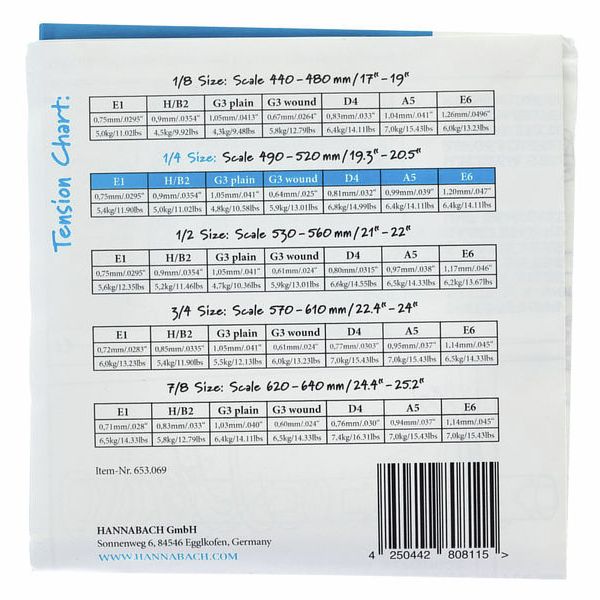 Tension Chart:
1/8 Size: Scale 440 – 480 mm/17" – 19"
E1 H/B2 G3 plain G3 wound D4 A5 E6
0,75mm/.0295" 0,9mm/.0354" 1,05mm/.0413" 0,67mm/.0264" 0,83mm/.033" 1,04mm/.041" 1,26mm/.0496"
5,0kg/11.02lbs 4,5kg/9.92lbs 4,3kg/9.48lbs 5,8kg/12.79lbs 6,4kg/14.11lbs 7,0kg/15.43lbs 6,0kg/13.23lbs
1/4 Size: Scale 490 – 520 mm/19.3" – 20.5"
E1 H/B2 G3 plain G3 wound D4 A5 E6
0,75mm/.0295" 0,9mm/.0354" 1,05mm/.041" 0,64mm/.025" 0,81mm/.032" 0,99mm/.039" 1,20mm/.047"
5,4kg/11.90lbs 5,0kg/11.02lbs 4,8kg/10.58lbs 5,9kg/13.01lbs 6,8kg/14.99lbs 6,4kg/14.11lbs 6,4kg/14.11lbs
1/2 Size: Scale 530 – 560 mm/21" – 22"
E1 H/B2 G3 plain G3 wound D4 A5 E6
0,75mm/.0295" 0,9mm/.0354" 1,05mm/.041" 0,61mm/.024" 0,80mm/.0315" 0,97mm/.038" 1,17mm/.046"
5,6kg/12.35lbs 5,2kg/11.46lbs 4,7kg/10.36lbs 5,9kg/13.01lbs 6,6kg/14.55lbs 6,5kg/14.33lbs 6,2kg/13.67lbs
3/4 Size: Scale 570 – 610 mm/22.4" – 24"
E1 H/B2 G3 plain G3 wound D4 A5 E6
0,72mm/.0283" 0,85mm/.0335" 1,05mm/.041" 0,61mm/.024" 0,77mm/.0303" 0,95mm/.037" 1,14mm/.045"
6,0kg/13.23lbs 5,4kg/11.90lbs 5,5kg/12.13lbs 6,0kg/13.23lbs 7,0kg/15.43lbs 7,0kg/15.43lbs 6,5kg/14.33lbs
7/8 Size: Scale 620 – 640 mm/24.4" – 25.2"
E1 H/B2 G3 plain G3 wound D4 A5 E6
0,71mm/.028" 0,83mm/.033" 1,03mm/.040" 0,60mm/.024" 0,76mm/.030" 0,94mm/.037" 1,14mm/.045"
6,5kg/14.33lbs 5,8kg/12.79lbs 6,4kg/14.11lbs 6,5kg/14.33lbs 7,4kg/16.31lbs 7,0kg/15.43lbs 7,0kg/15.43lbs
Item-Nr. 653.069
HANNABACH GmbH
Sonnenweg 6, 84546 Egglkofen, Germany
WWW.HANNABACH.COM
4 250442 808115 >